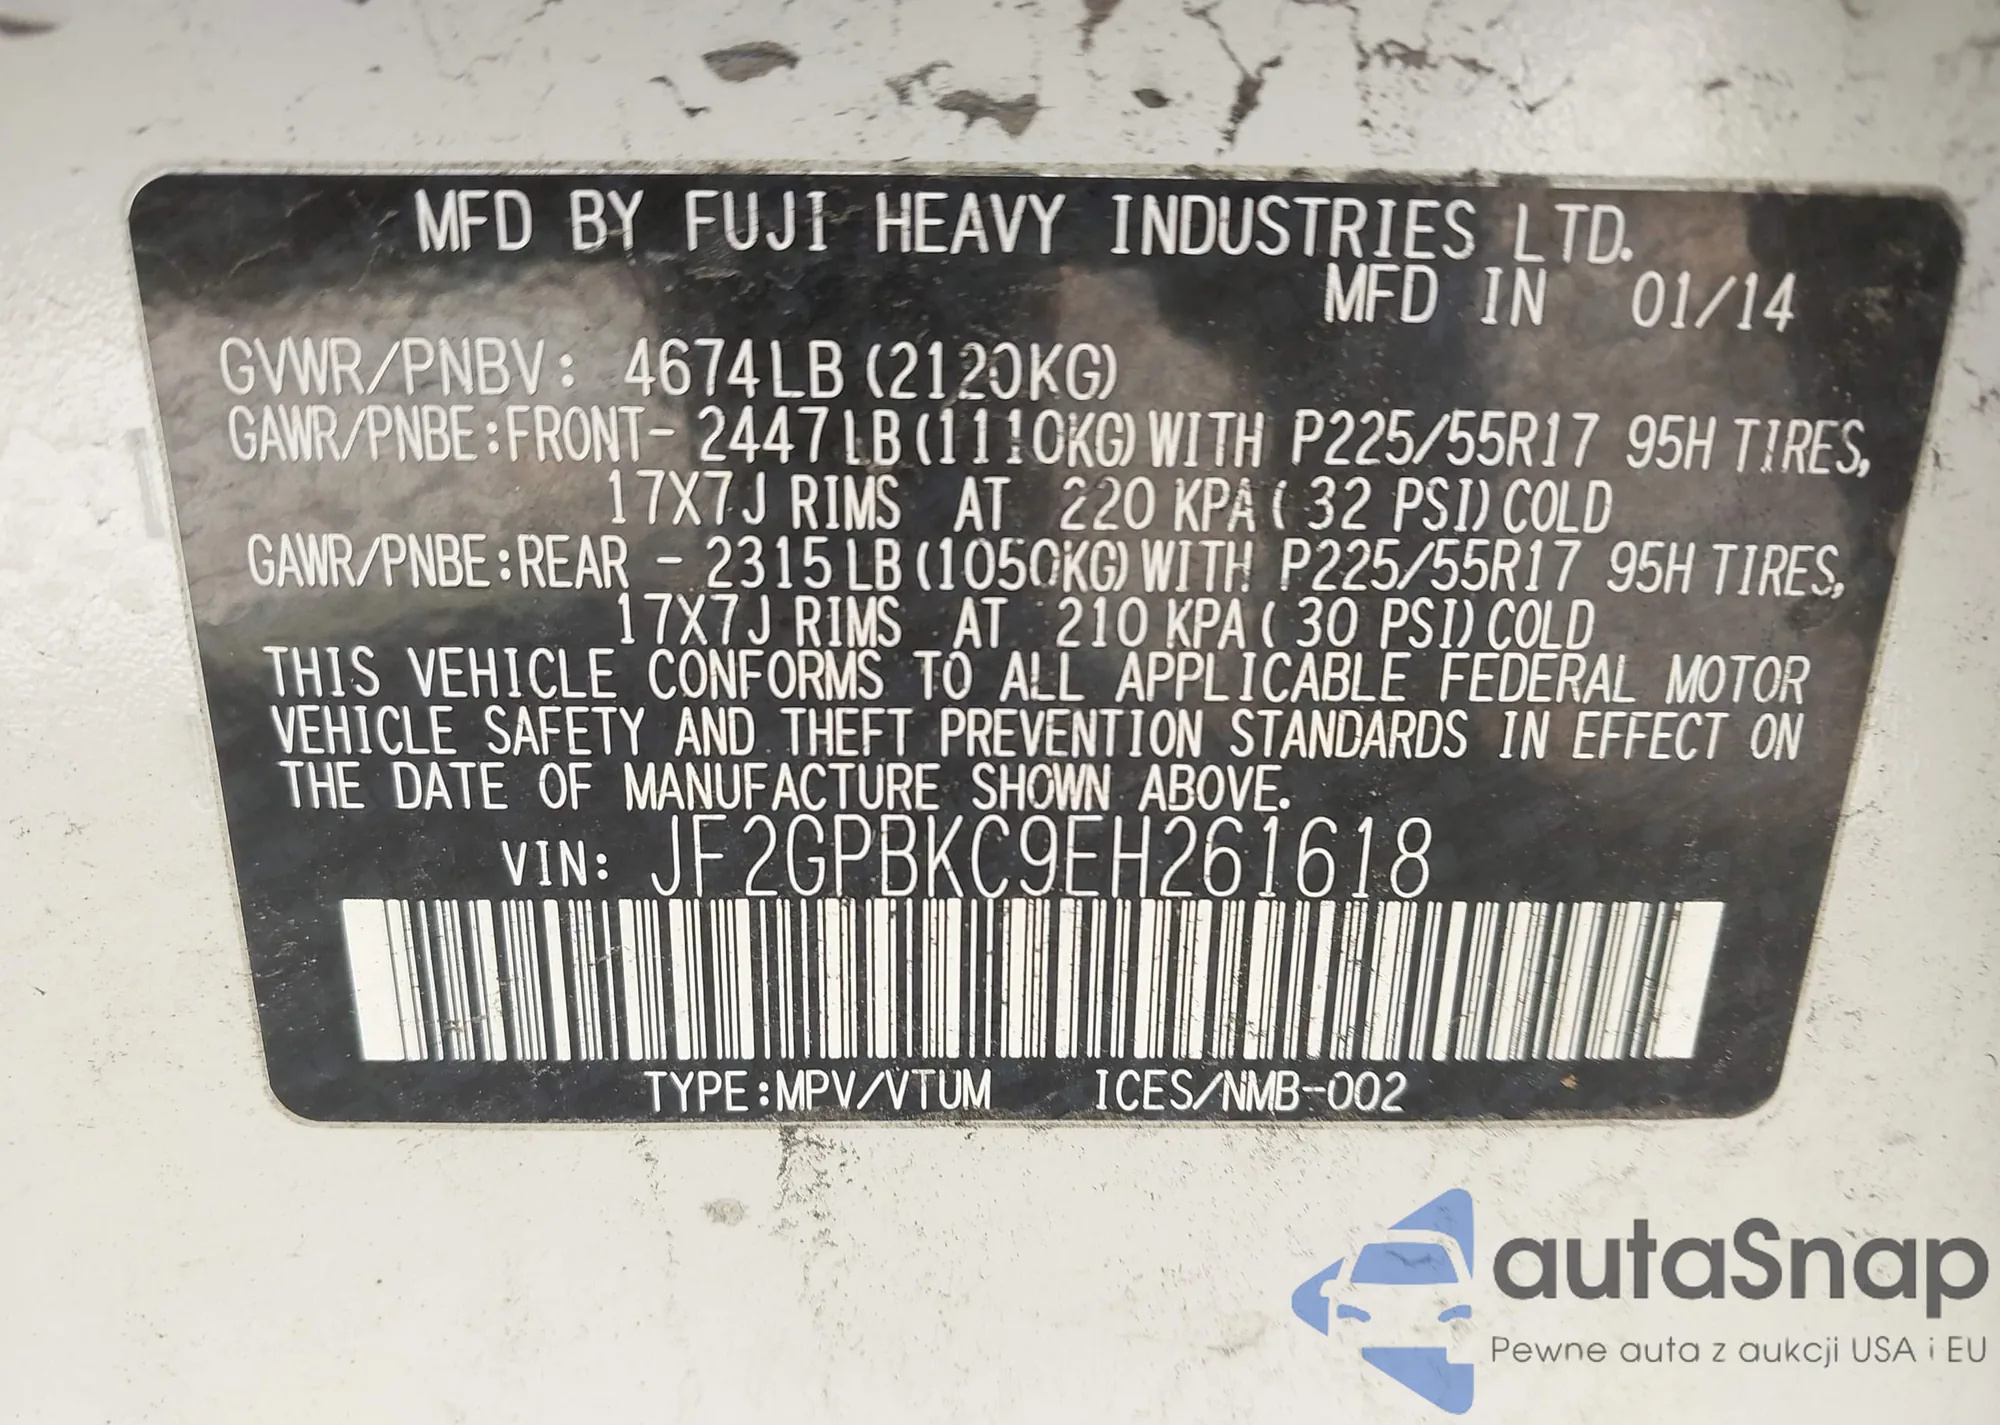 MFD BY FUJI HEAVY INDUSTRIES LTD.
MFD IN 01/14
GVWR/PNBV: 4674LB (2120KG)
GAWR/PNBE:FRONT- 2447LB (1110KG) WITH P225/55R17 95H TIRES,
17X7J RIMS AT 220 KPA ( 32 PSI) COLD
GAWR/PNBE:REAR - 2315LB (1050KG) WITH P225/55R17 95H TIRES,
17X7J RIMS AT 210 KPA ( 30 PSI) COLD
THIS VEHICLE CONFORMS TO ALL APPLICABLE FEDERAL MOTOR
VEHICLE SAFETY AND THEFT PREVENTION STANDARDS IN EFFECT ON
THE DATE OF MANUFACTURE SHOWN ABOVE.
VIN: JF2GPBKC9EH261618
TYPE:MPV/VTUM ICES/NMB-002
autaSnap
Pewne auta z aukcji USA i EU